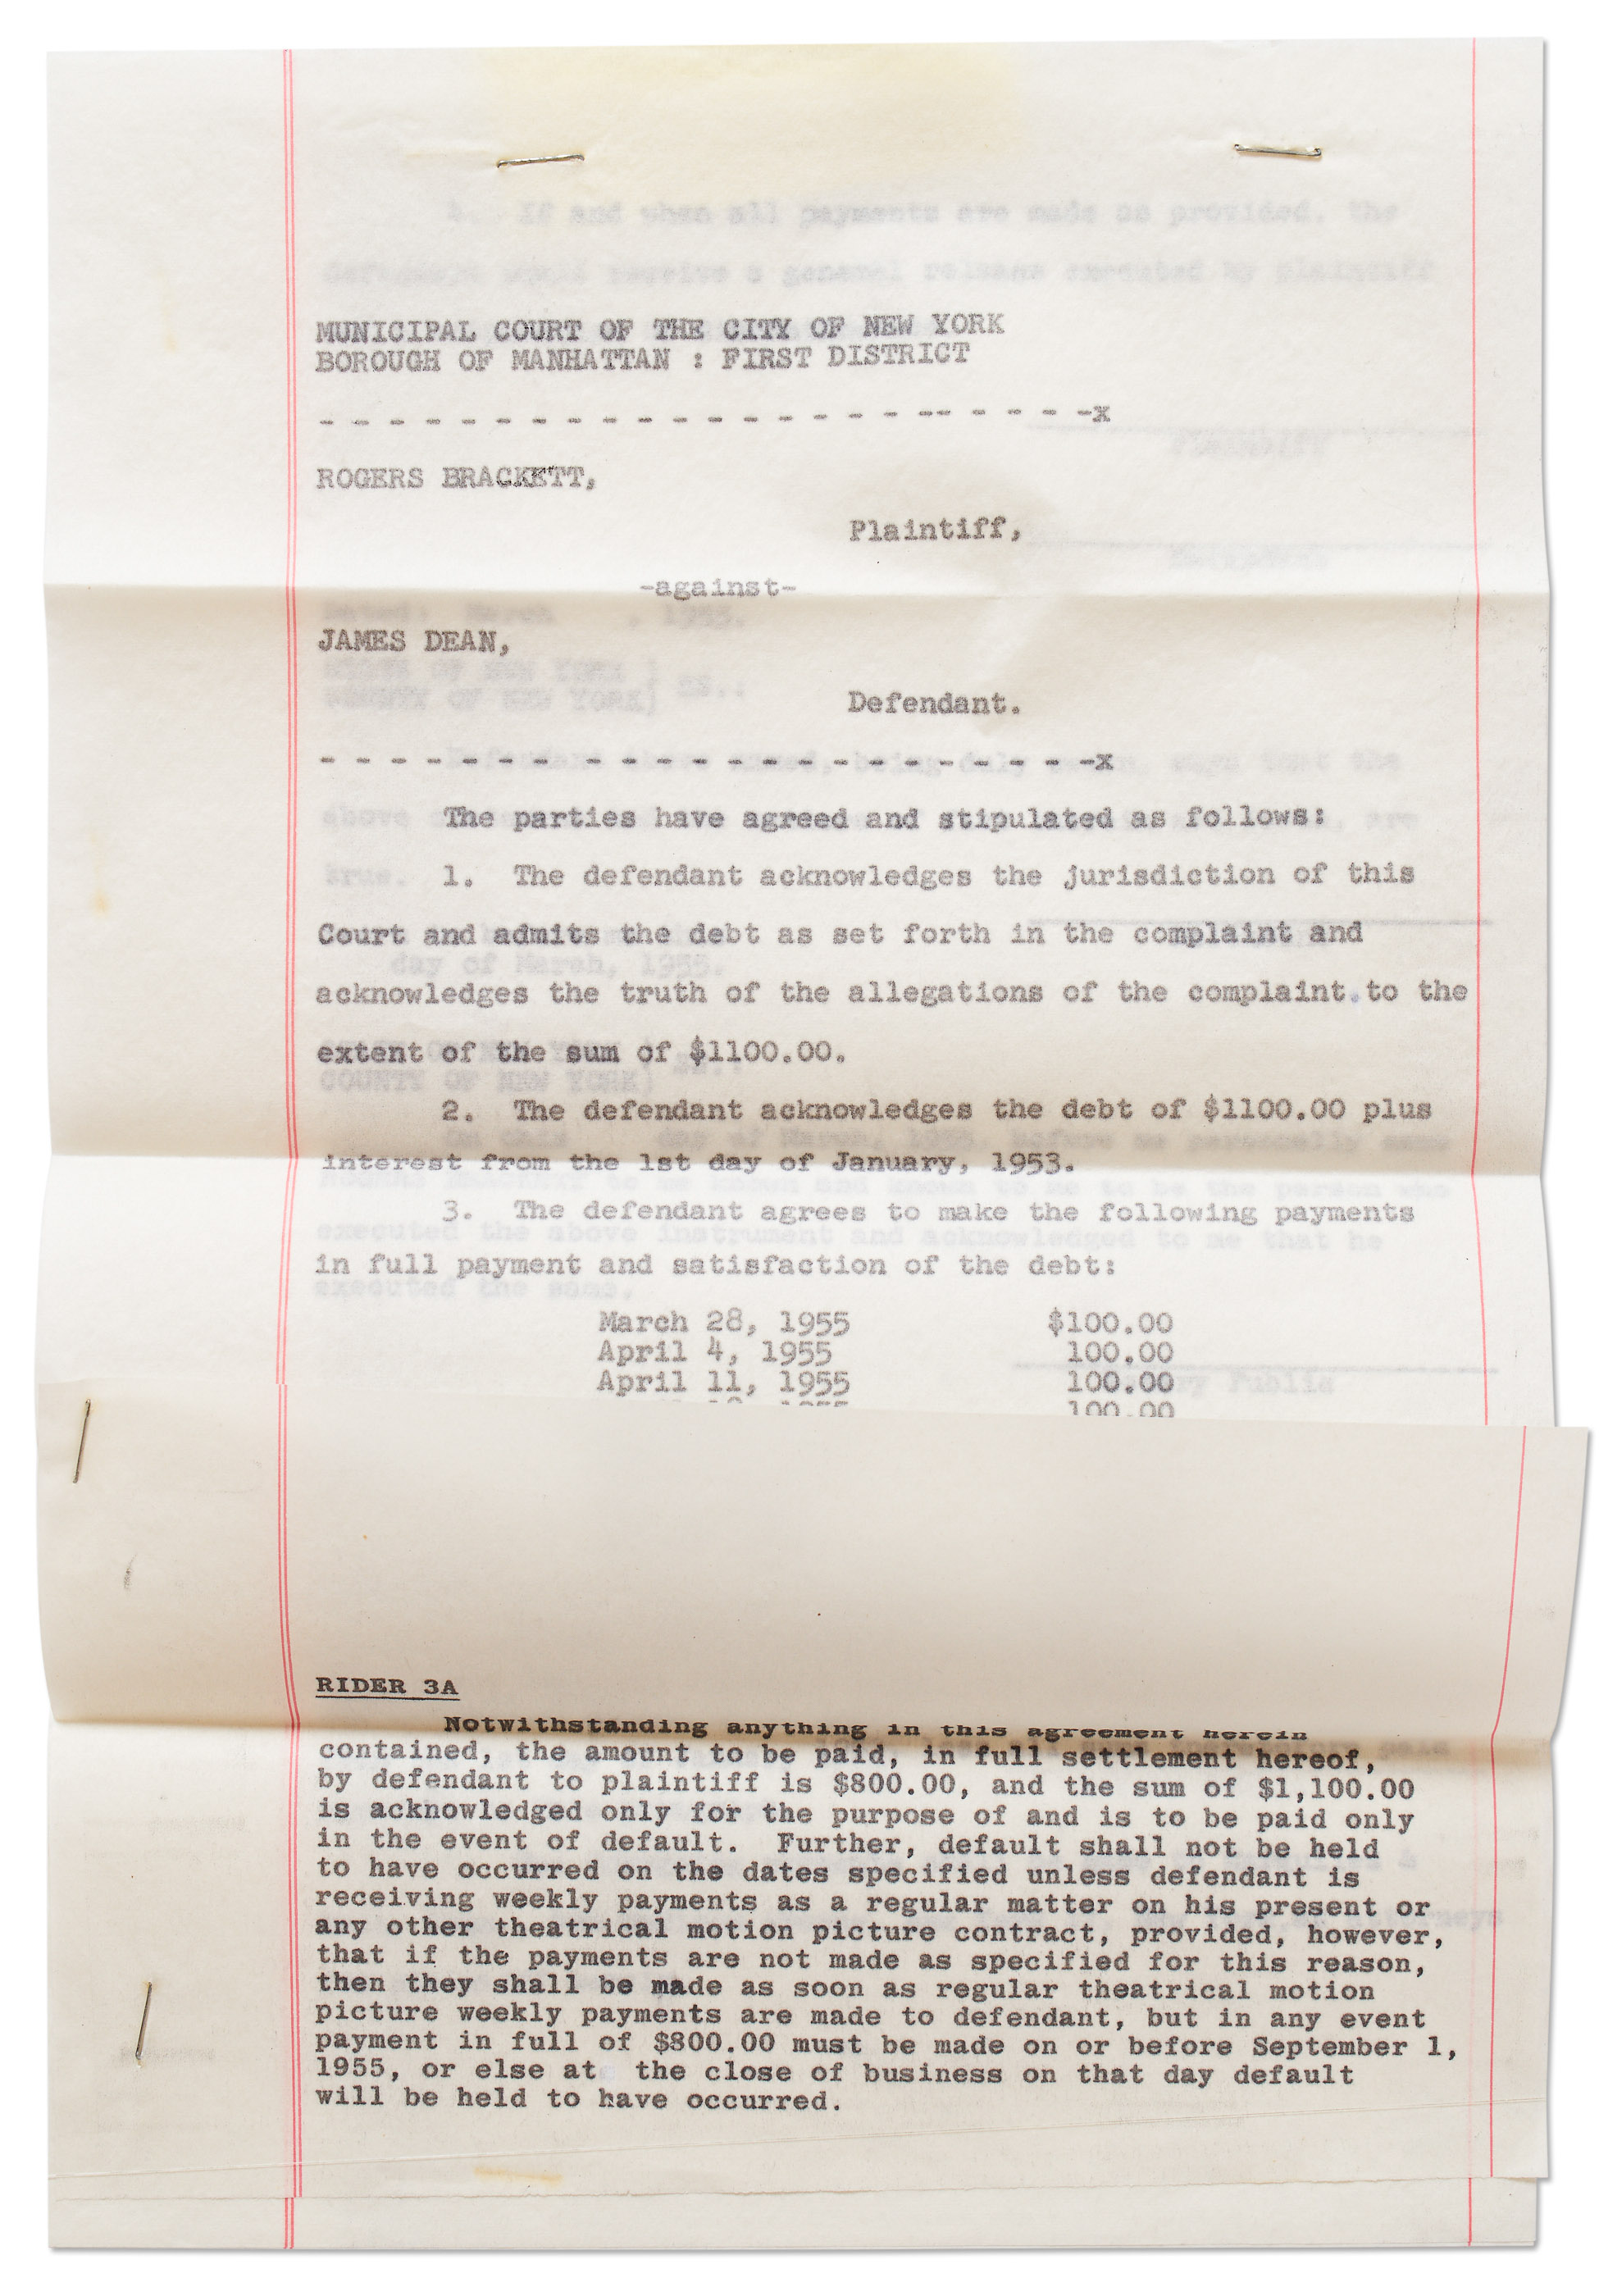 MUNICIPAL COURT OF THE CITY OF NEW YORK
BOROUGH OF MANHATTAN : FIRST DISTRICT
- - - - - - - - - - - - - - - - - -- - - - -x
ROGERS BRACKETT,
Plaintiff,
-against-
JAMES DEAN,
Defendant.
- - - - - - - - - - - - - - - - - - - - - -x
The parties have agreed and stipulated as follows:
1. The defendant acknowledges the jurisdiction of this
Court and admits the debt as set forth in the complaint and
acknowledges the truth of the allegations of the complaint to the
extent of the sum of $1100.00.
2. The defendant acknowledges the debt of $1100.00 plus
interest from the 1st day of January, 1953.
3. The defendant agrees to make the following payments
in full payment and satisfaction of the debt:
March 28, 1955 $100.00
April 4, 1955 100.00
April 11, 1955 100.00
100.00
RIDER 3A
Notwithstanding anything in this agreement herein
contained, the amount to be paid, in full settlement hereof,
by defendant to plaintiff is $800.00, and the sum of $1,100.00
is acknowledged only for the purpose of and is to be paid only
in the event of default. Further, default shall not be held
to have occurred on the dates specified unless defendant is
receiving weekly payments as a regular matter on his present or
any other theatrical motion picture contract, provided, however,
that if the payments are not made as specified for this reason,
then they shall be made as soon as regular theatrical motion
picture weekly payments are made to defendant, but in any event
payment in full of $800.00 must be made on or before September 1,
1955, or else at the close of business on that day default
will be held to have occurred.